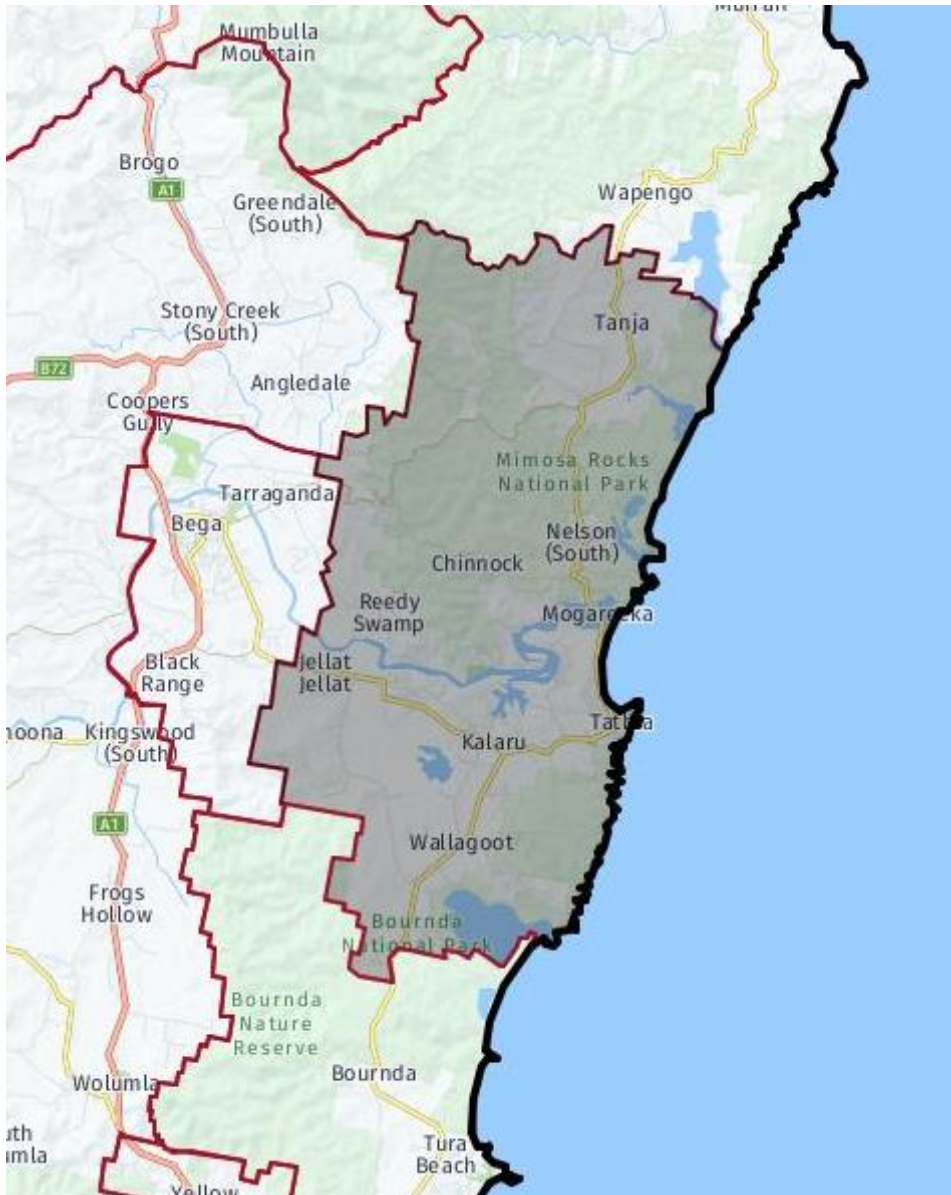 Mumbulla
Mountain
Brogo
A1
Wapengo
Greendale
(South)
Stony Creek
(South)
Tanja
B72
Angledale
Coopers
Gully
Mimosa Rocks
National Park
Tarraganda
Bega
Nelson
(South)
Chinnock
Reedy
Swamp
Mogareeka
Black
Range
Jellat
Jellat
Kingswood
(South)
Kalaru
A1
Wallagoot
Frogs
Hollow
Bournda
National Park
Bournda
Nature
Reserve
Wolumla
Bournda
Tura
Beach
Yellow